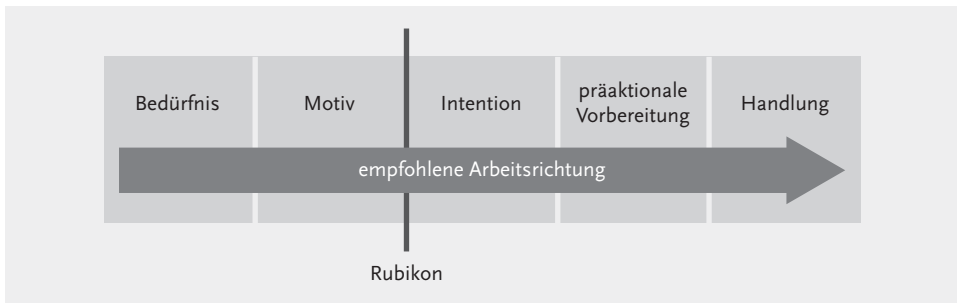 Bedürfnis
Motiv
Intention
präaktionale
Vorbereitung
Handlung
empfohlene Arbeitsrichtung
Rubikon